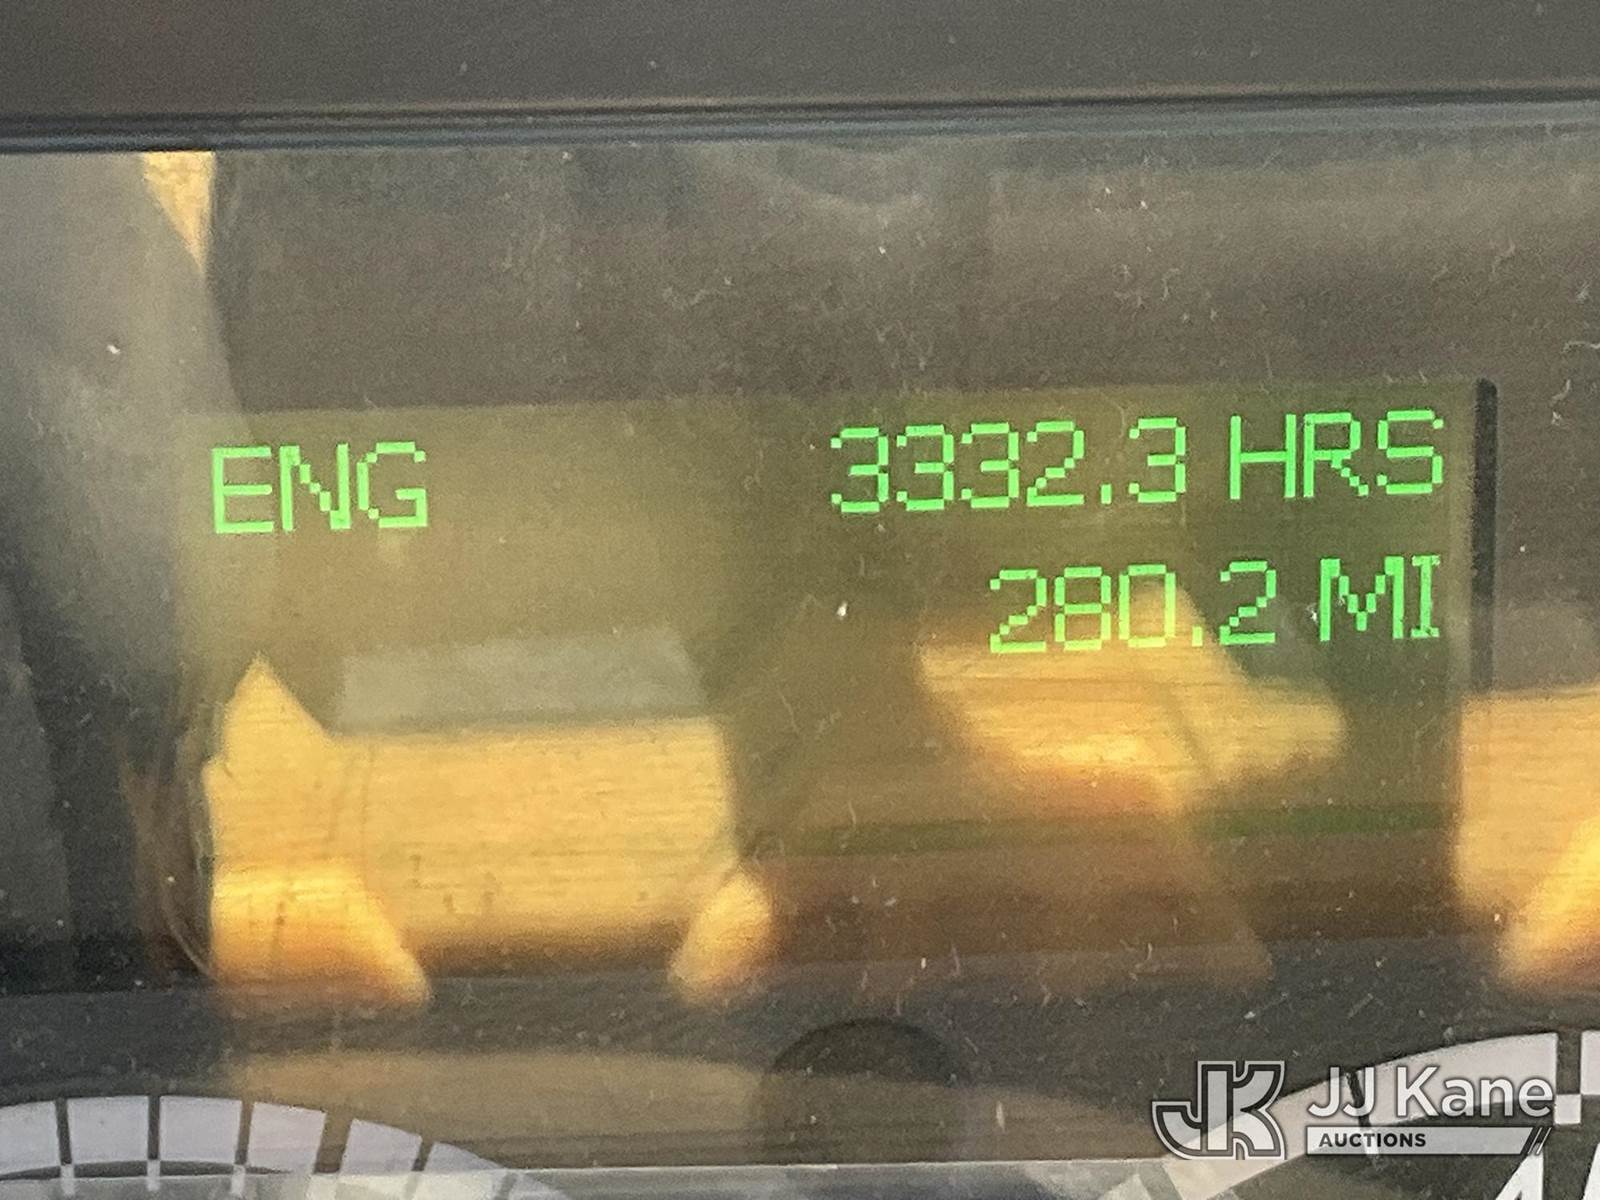 ENG 3332.3 HRS
280.2 MI
JJ Kane
AUCTIONS